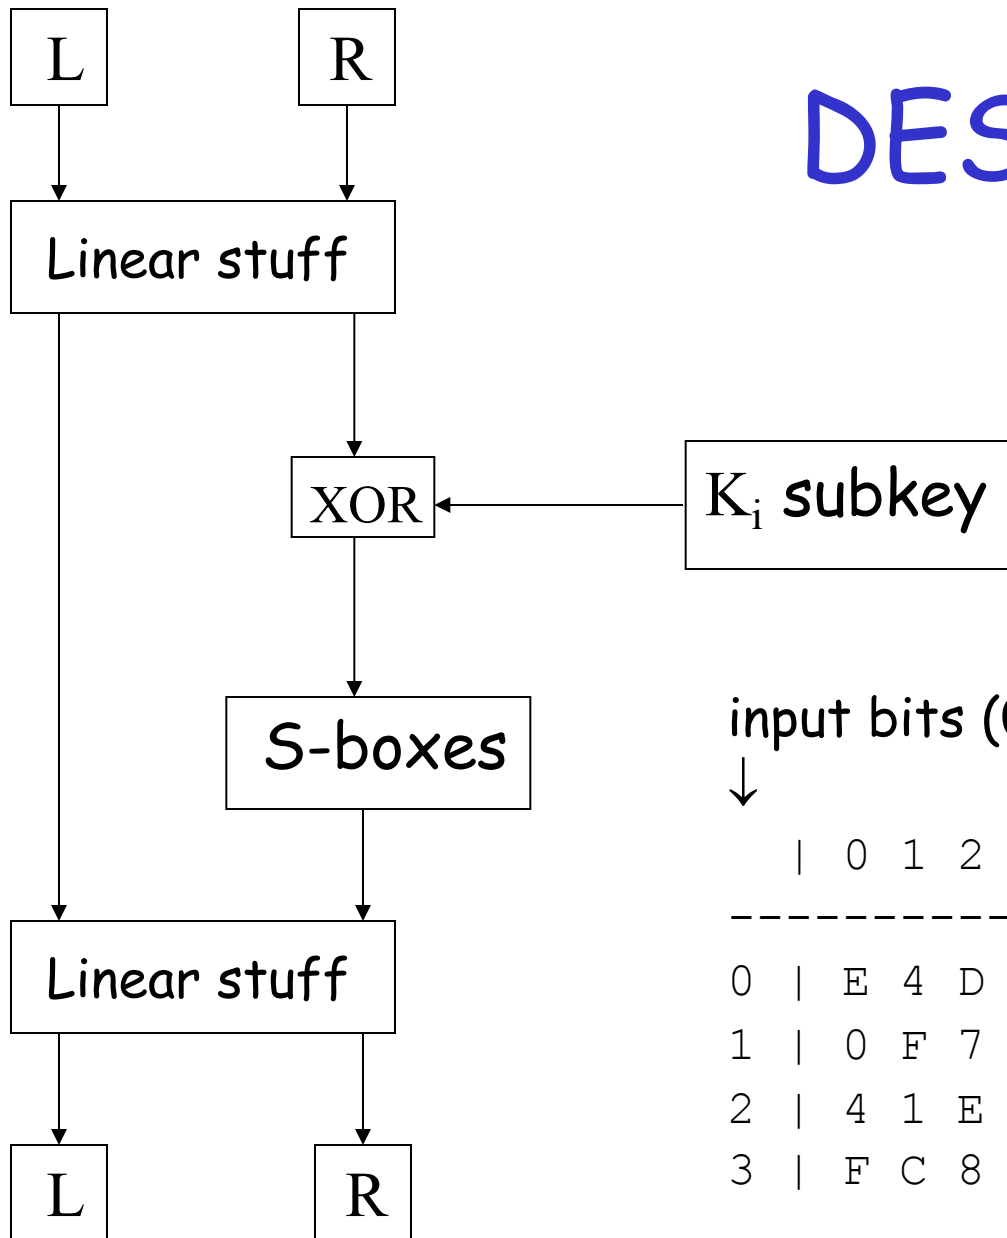 L R
DES
Linear stuff
XOR
Ki subkey
S-boxes
input bits (
↓
| 0 1 2
----------
Linear stuff
0 | E 4 D
1 | 0 F 7
2 | 4 1 E
3 | F C 8
L R